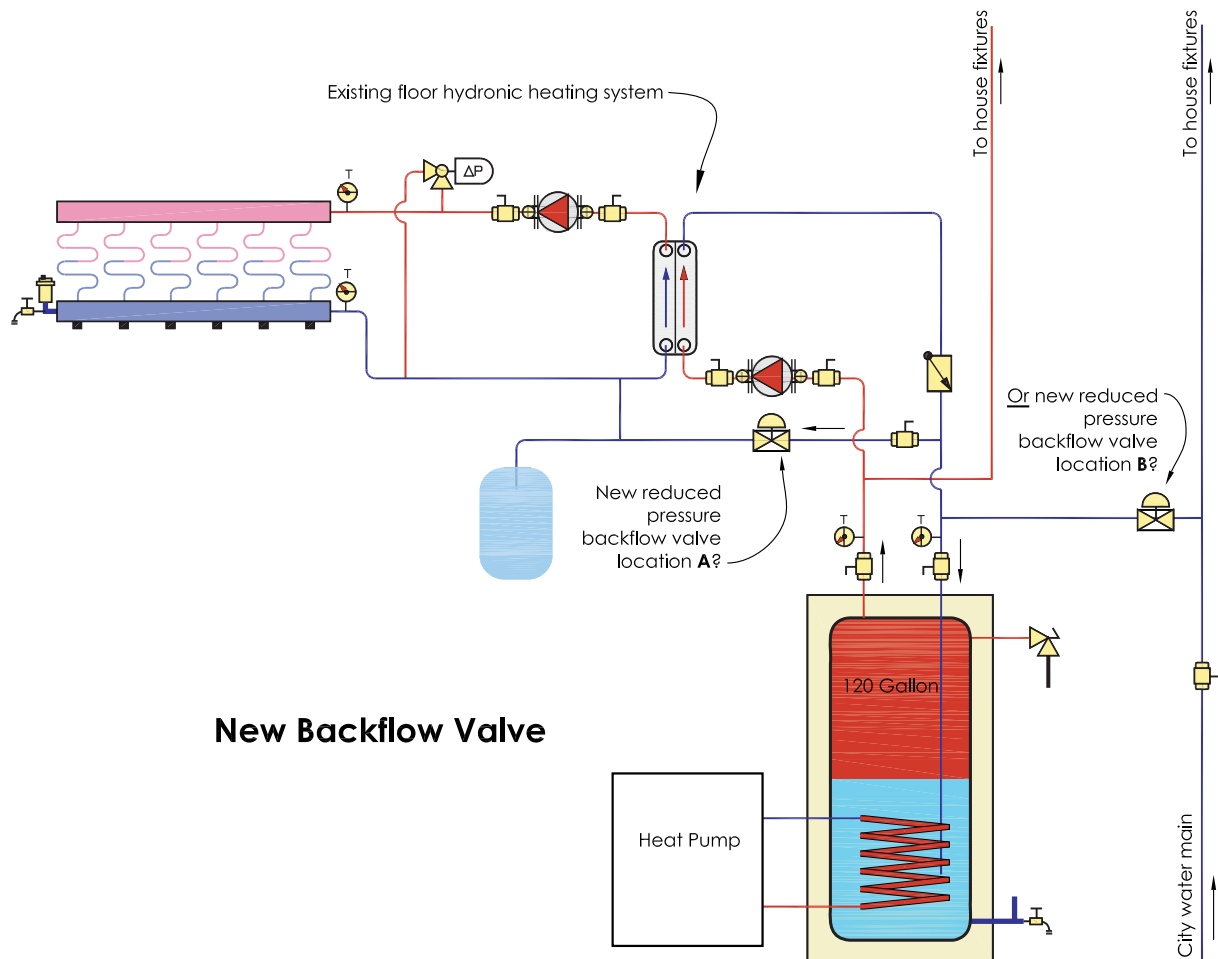 To house fixtures
To house fixtures
Existing floor hydronic heating system
T
ΔP
T
Or new reduced
pressure
backflow valve
location B?
New reduced
pressure
backflow valve
location A?
T
T
120 Gallon
New Backflow Valve
Heat Pump
City water main